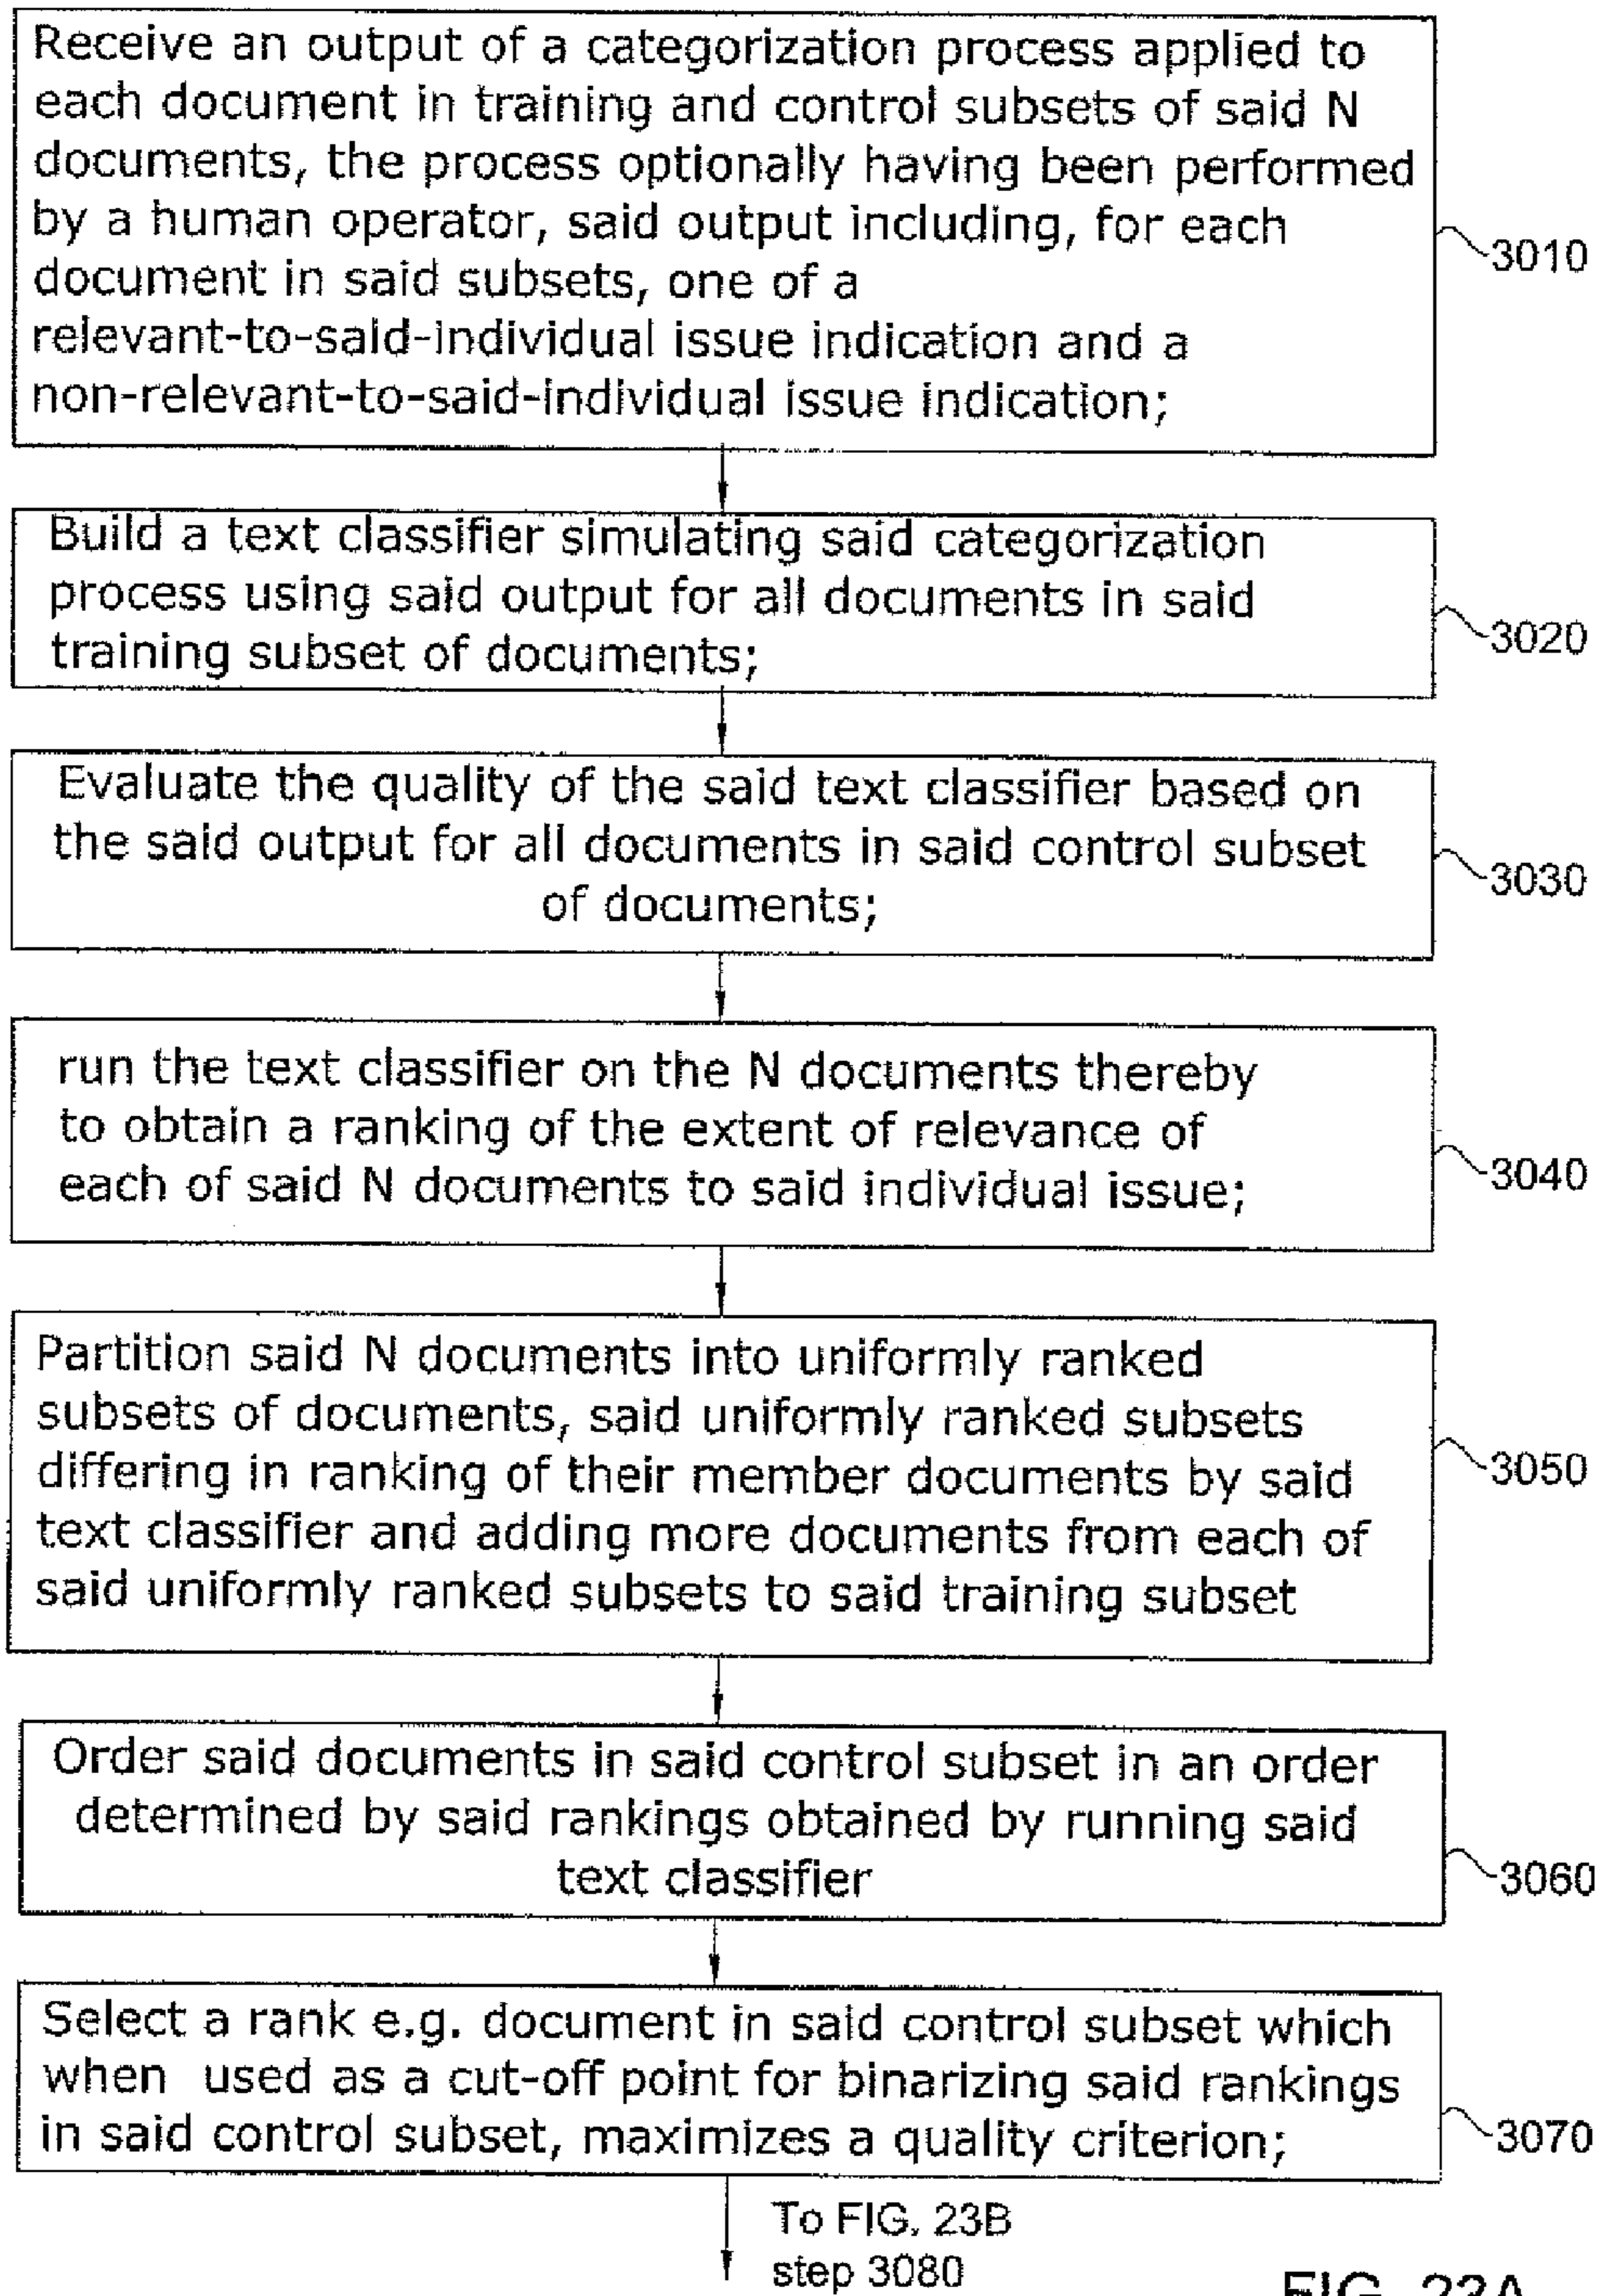 Receive an output of a categorization process applied to
each document in training and control subsets of said N
documents, the process optionally having been performed
by a human operator, said output including, for each
document in said subsets, one of a
relevant-to-said-individual issue indication and a
non-relevant-to-said-individual issue indication;
3010
Build a text classifier simulating said categorization
process using said output for all documents in said
training subset of documents;
3020
Evaluate the quality of the said text classifier based on
the said output for all documents in said control subset
of documents;
3030
run the text classifier on the N documents thereby
to obtain a ranking of the extent of relevance of
each of said N documents to said individual issue;
3040
Partition said N documents into uniformly ranked
subsets of documents, said uniformly ranked subsets
differing in ranking of their member documents by said
text classifier and adding more documents from each of
said uniformly ranked subsets to said training subset
3050
Order said documents in said control subset in an order
determined by said rankings obtained by running said
text classifier
3060
Select a rank e.g. document in said control subset which
when used as a cut-off point for binarizing said rankings
in said control subset, maximizes a quality criterion;
3070
To FIG. 23B
step 3080
FIG. 23A